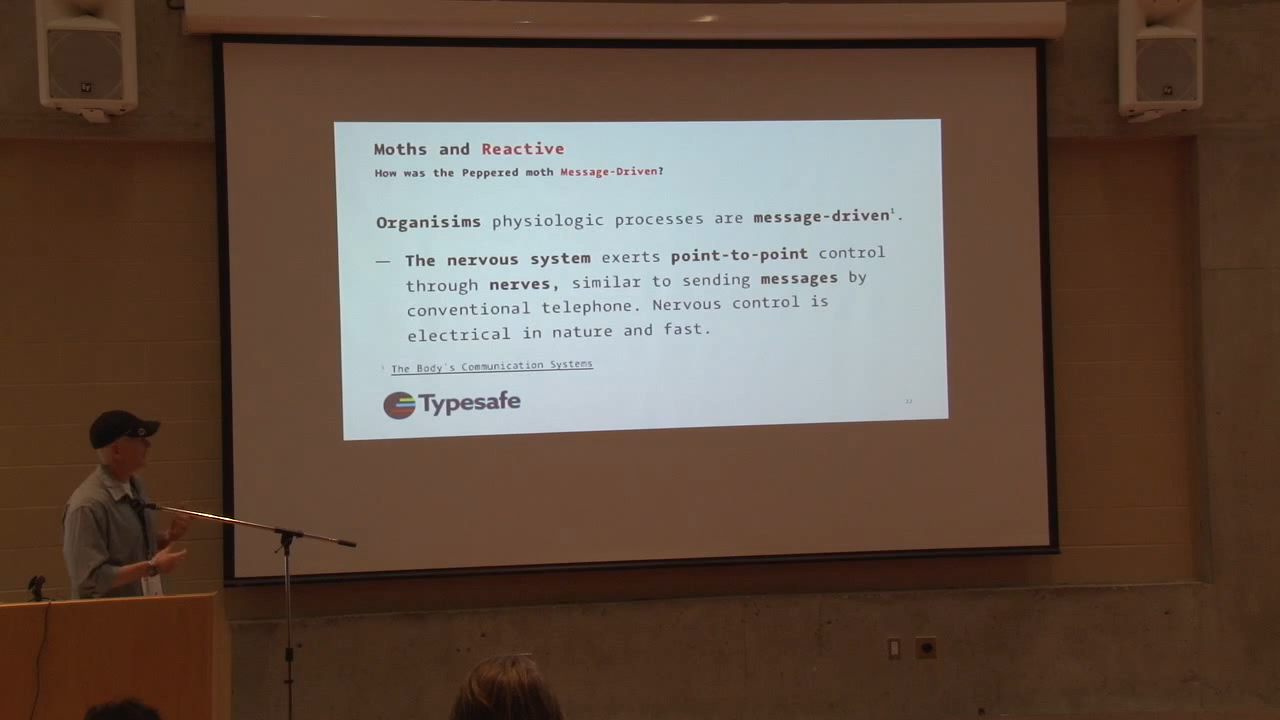 Moths and Reactive
How was the Peppered moth Message-Driven?
Organisims physiologic processes are message-driven¹.
— The nervous system exerts point-to-point control
through nerves, similar to sending messages by
conventional telephone. Nervous control is
electrical in nature and fast.
¹ The Body's Communication Systems
Typesafe